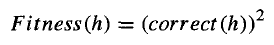 Fitness(h) = (correct(h))²